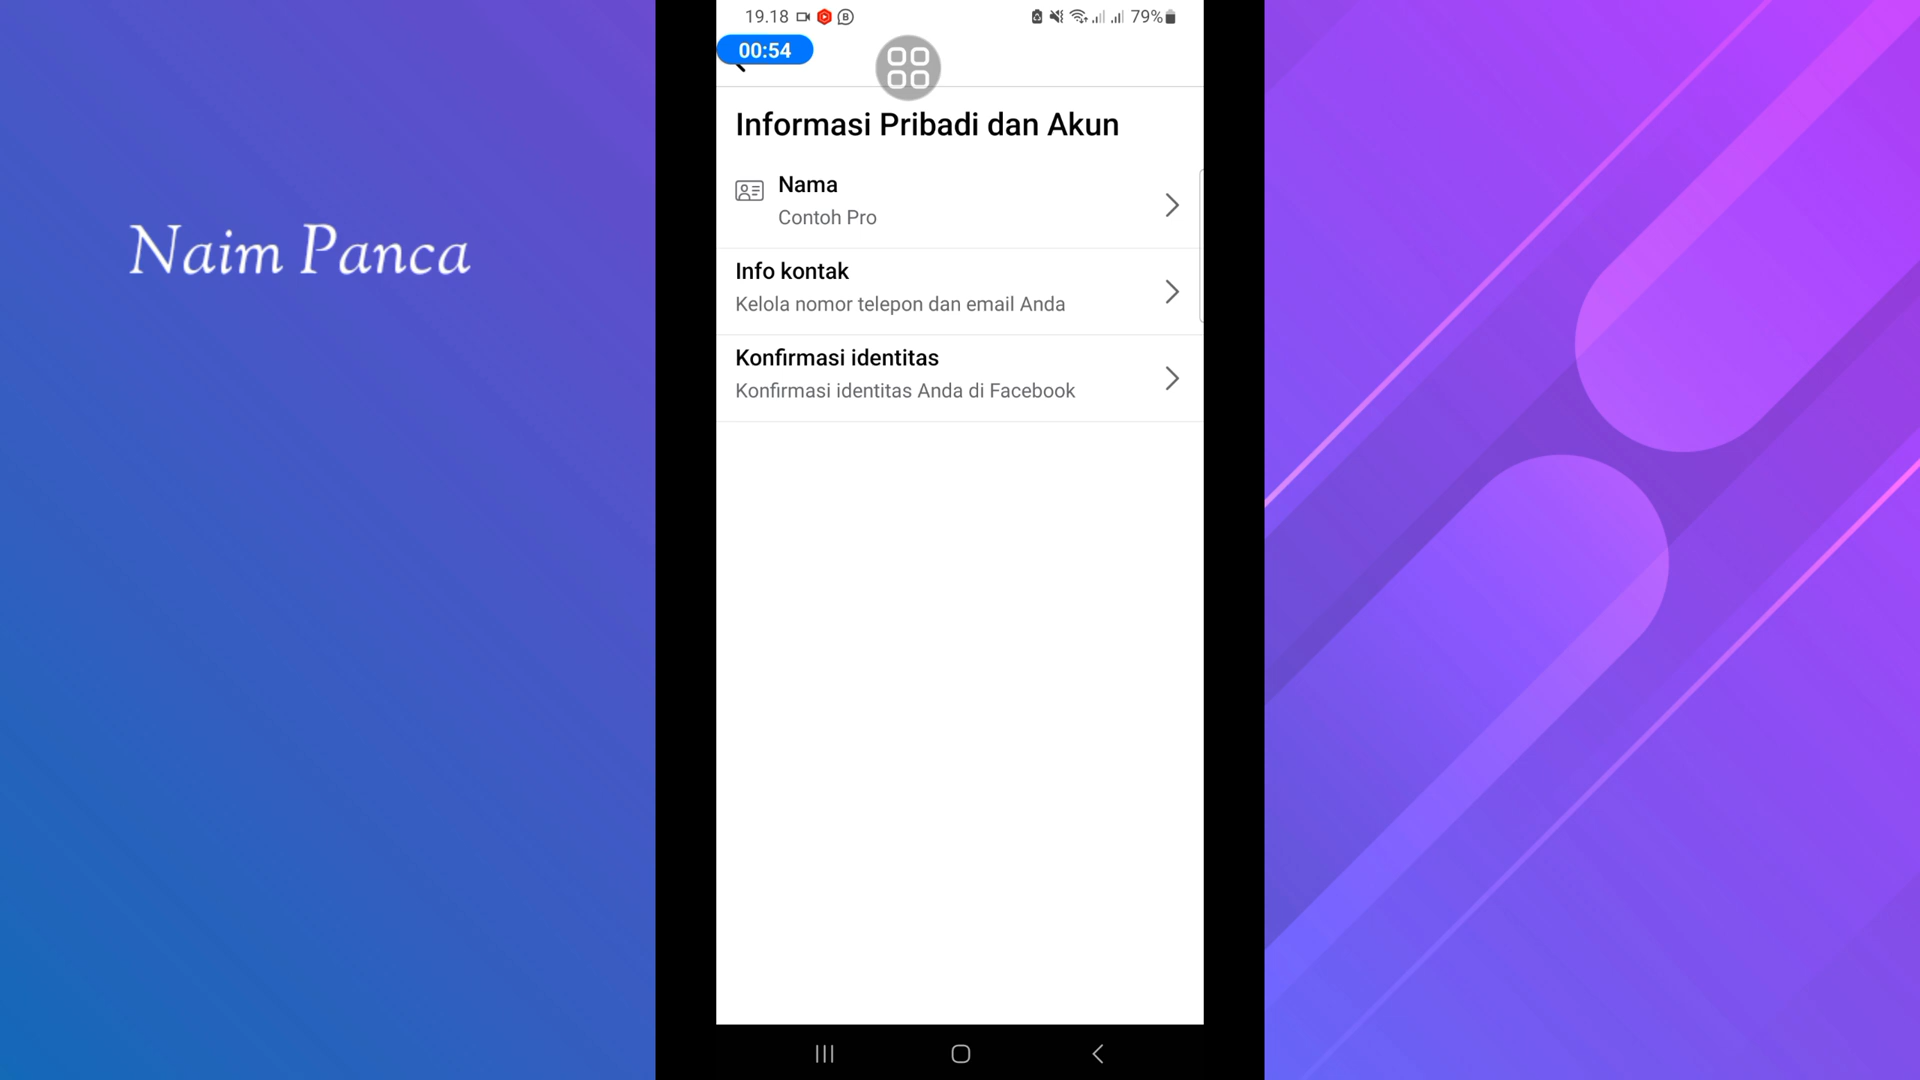 19.18
79%
00:54
Informasi Pribadi dan Akun
Nama
Contoh Pro
Info kontak
Kelola nomor telepon dan email Anda
Konfirmasi identitas
Konfirmasi identitas Anda di Facebook
Naim Panca